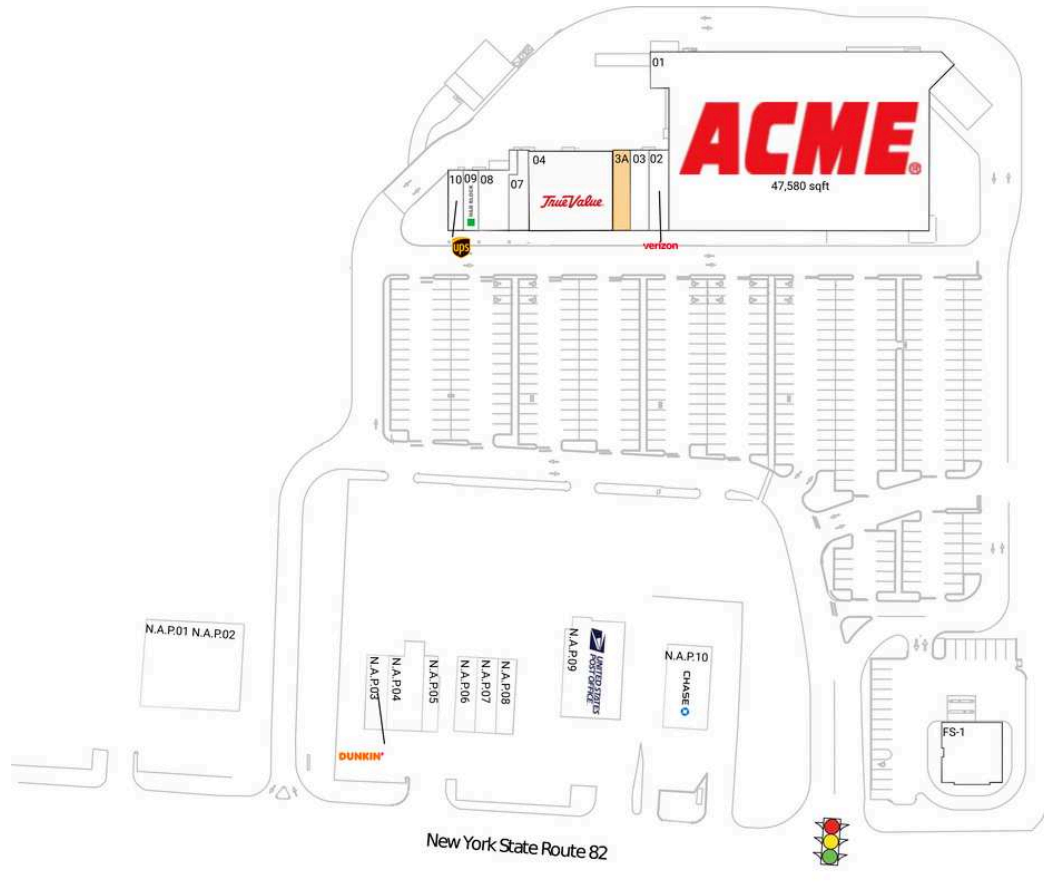 01
ACME
47,580 sqft
04
3A
03
02
10
09
08
07
H&R BLOCK
TrueValue
ups
verizon
N.A.P.01
N.A.P.02
N.A.P.03
N.A.P.04
N.A.P.05
N.A.P.06
N.A.P.07
N.A.P.08
N.A.P.09
UNITED STATES
POST OFFICE
N.A.P.10
CHASE
FS-1
DUNKIN'
New York State Route 82